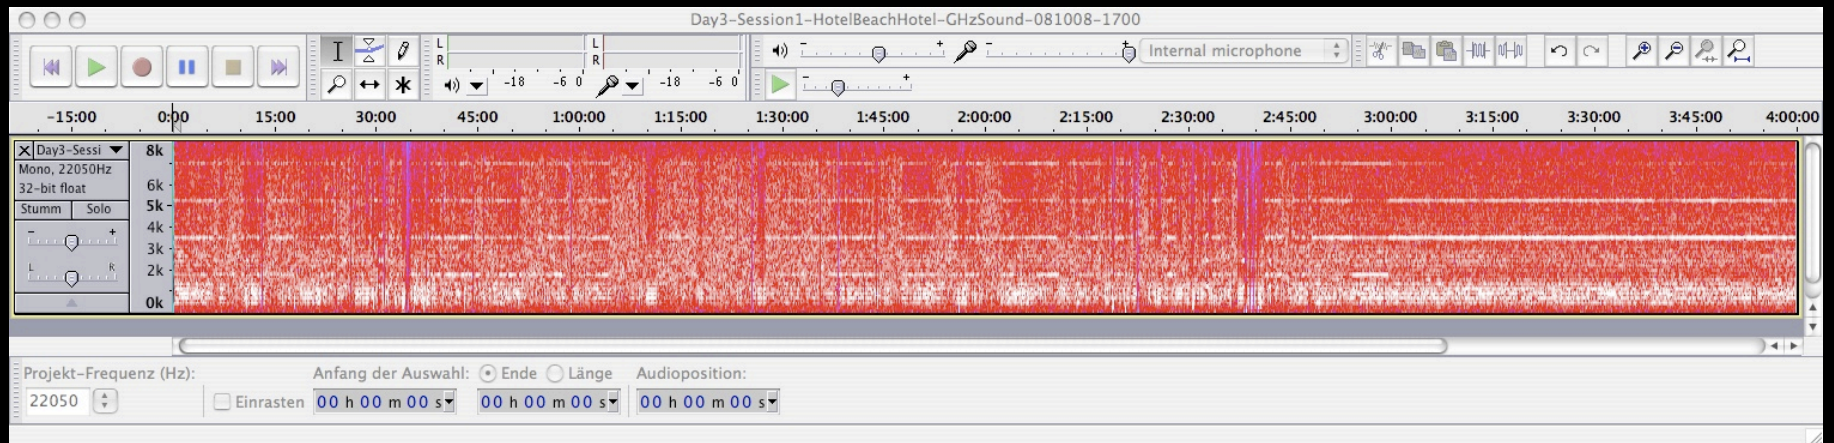 Day3-Session1-HotelBeachHotel-GHzSound-081008-1700
L
R
L
R
-18 -6 0
-18 -6 0
Internal microphone
-15:00 0:00 15:00 30:00 45:00 1:00:00 1:15:00 1:30:00 1:45:00 2:00:00 2:15:00 2:30:00 2:45:00 3:00:00 3:15:00 3:30:00 3:45:00 4:00:00
X Day3-Sessi
Mono, 22050Hz
32-bit float
Stumm Solo
- +
L R
8k
6k
5k
4k
3k
2k
0k
Projekt-Frequenz (Hz): Anfang der Auswahl: Ende Länge Audioposition:
22050 Einrasten 00 h 00 m 00 s 00 h 00 m 00 s 00 h 00 m 00 s